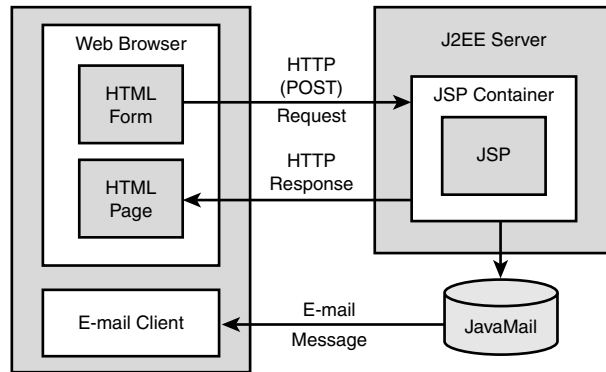 Web Browser
HTML
Form
HTML
Page
E-mail Client
HTTP
(POST)
Request
HTTP
Response
E-mail
Message
J2EE Server
JSP Container
JSP
JavaMail